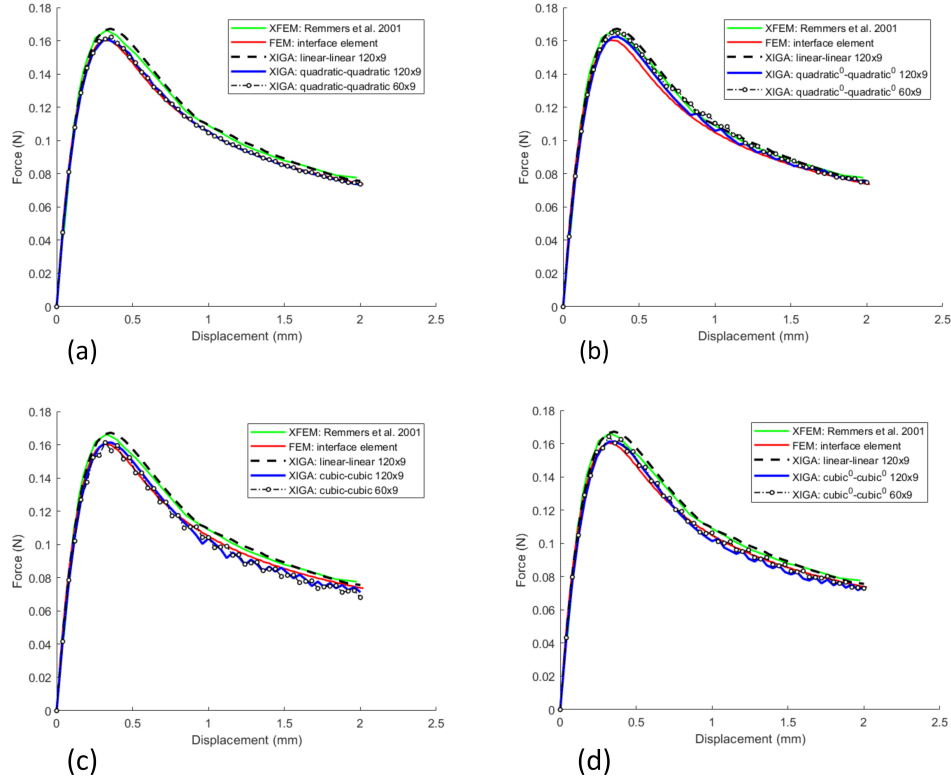 0.18
0.16
0.14
0.12
0.1
0.08
0.06
0.04
0.02
0
Force (N)
0 0.5 1 1.5 2 2.5
Displacement (mm)
XFEM: Remmers et al. 2001
FEM: interface element
XIGA: linear-linear 120x9
XIGA: quadratic-quadratic 120x9
XIGA: quadratic-quadratic 60x9
(a)
0.18
0.16
0.14
0.12
0.1
0.08
0.06
0.04
0.02
0
Force (N)
0 0.5 1 1.5 2 2.5
Displacement (mm)
XFEM: Remmers et al. 2001
FEM: interface element
XIGA: linear-linear 120x9
XIGA: quadratic⁰-quadratic⁰ 120x9
XIGA: quadratic⁰-quadratic⁰ 60x9
(b)
0.18
0.16
0.14
0.12
0.1
0.08
0.06
0.04
0.02
0
Force (N)
0 0.5 1 1.5 2 2.5
Displacement (mm)
XFEM: Remmers et al. 2001
FEM: interface element
XIGA: linear-linear 120x9
XIGA: cubic-cubic 120x9
XIGA: cubic-cubic 60x9
(c)
0.18
0.16
0.14
0.12
0.1
0.08
0.06
0.04
0.02
0
Force (N)
0 0.5 1 1.5 2 2.5
Displacement (mm)
XFEM: Remmers et al. 2001
FEM: interface element
XIGA: linear-linear 120x9
XIGA: cubic⁰-cubic⁰ 120x9
XIGA: cubic⁰-cubic⁰ 60x9
(d)